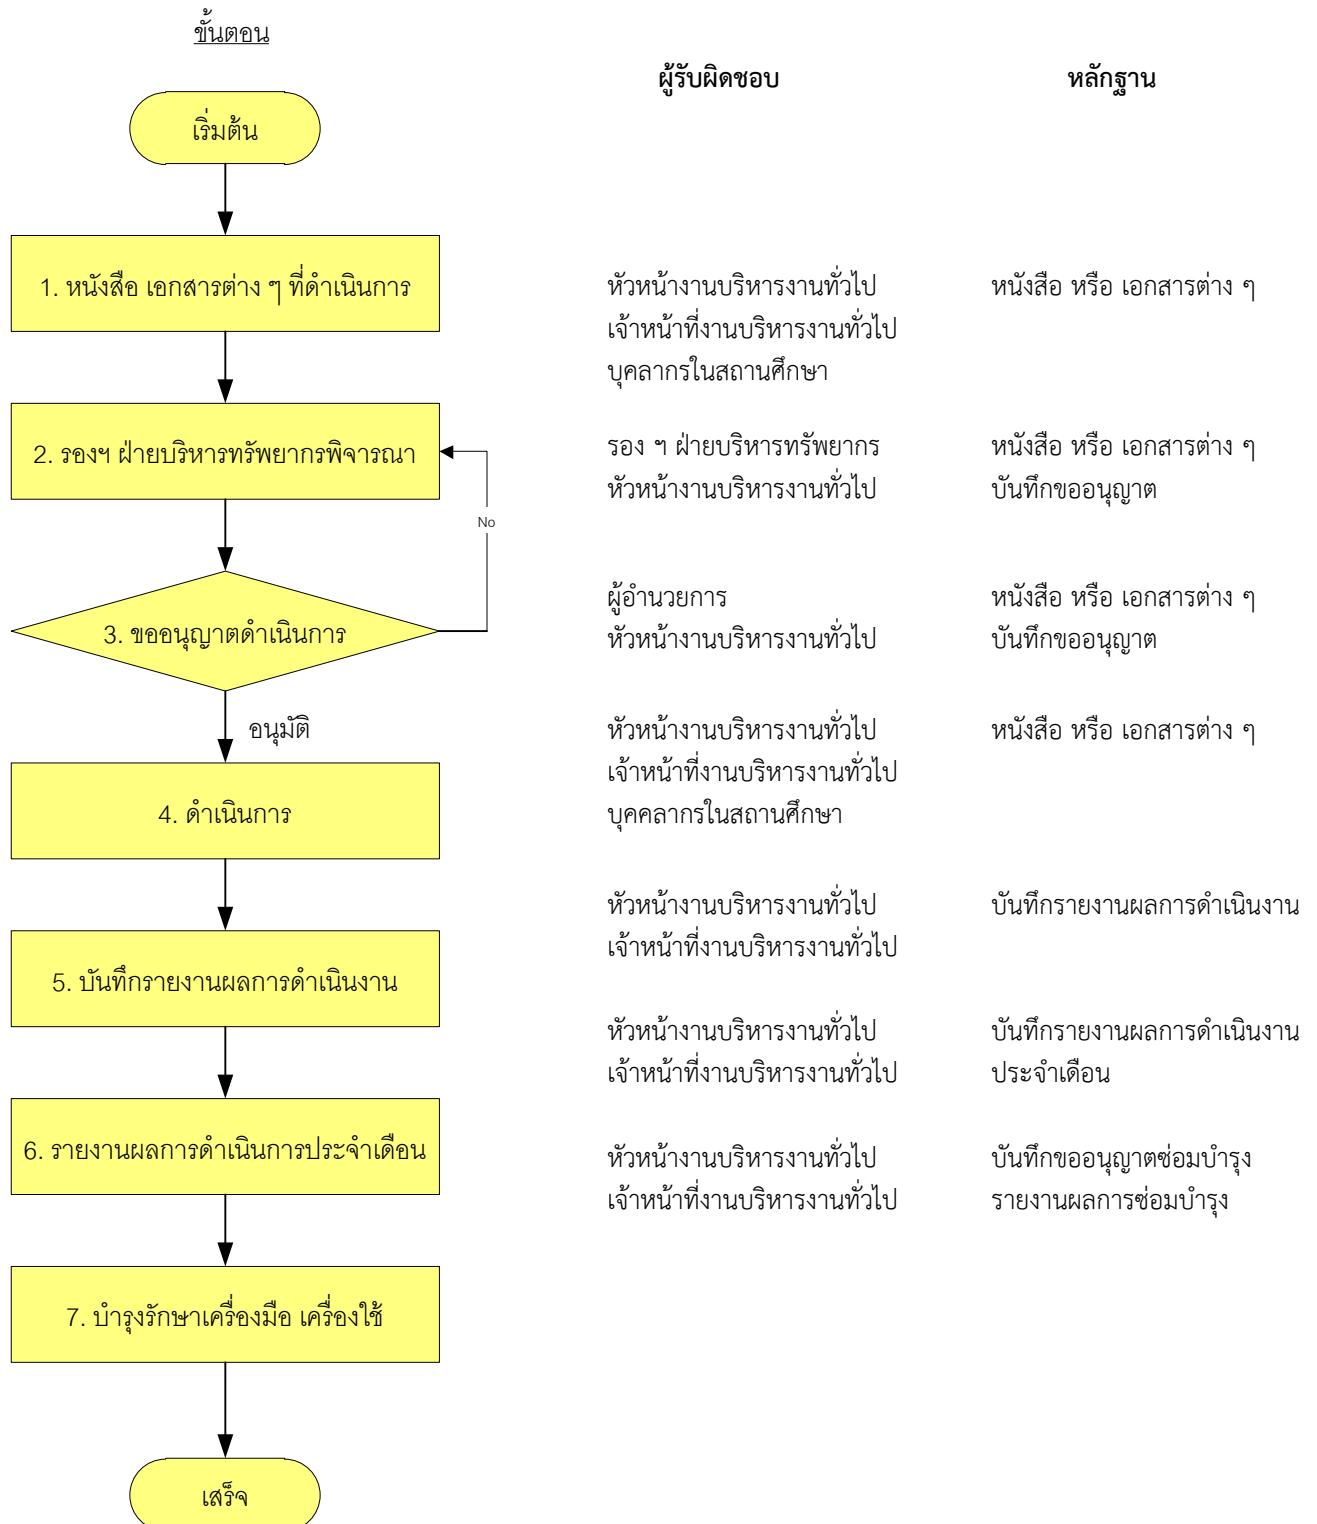 ขั้นตอน
ผู้รับผิดชอบ
หลักฐาน
เริ่มต้น
1. หนังสือ เอกสารต่าง ๆ ที่ดำเนินการ
หัวหน้างานบริหารงานทั่วไป
หนังสือ หรือ เอกสารต่าง ๆ
เจ้าหน้าที่งานบริหารงานทั่วไป
บุคลากรในสถานศึกษา
2. รองฯ ฝ่ายบริหารทรัพยากรพิจารณา
รอง ฯ ฝ่ายบริหารทรัพยากร
หนังสือ หรือ เอกสารต่าง ๆ
หัวหน้างานบริหารงานทั่วไป
บันทึกขออนุญาต
No
3. ขออนุญาตดำเนินการ
ผู้อำนวยการ
หนังสือ หรือ เอกสารต่าง ๆ
หัวหน้างานบริหารงานทั่วไป
บันทึกขออนุญาต
อนุมัติ
4. ดำเนินการ
หัวหน้างานบริหารงานทั่วไป
หนังสือ หรือ เอกสารต่าง ๆ
เจ้าหน้าที่งานบริหารงานทั่วไป
บุคคลากรในสถานศึกษา
5. บันทึกรายงานผลการดำเนินงาน
หัวหน้างานบริหารงานทั่วไป
บันทึกรายงานผลการดำเนินงาน
เจ้าหน้าที่งานบริหารงานทั่วไป
6. รายงานผลการดำเนินการประจำเดือน
หัวหน้างานบริหารงานทั่วไป
บันทึกรายงานผลการดำเนินงาน
เจ้าหน้าที่งานบริหารงานทั่วไป
ประจำเดือน
7. บำรุงรักษาเครื่องมือ เครื่องใช้
หัวหน้างานบริหารงานทั่วไป
บันทึกขออนุญาตซ่อมบำรุง
เจ้าหน้าที่งานบริหารงานทั่วไป
รายงานผลการซ่อมบำรุง
เสร็จ